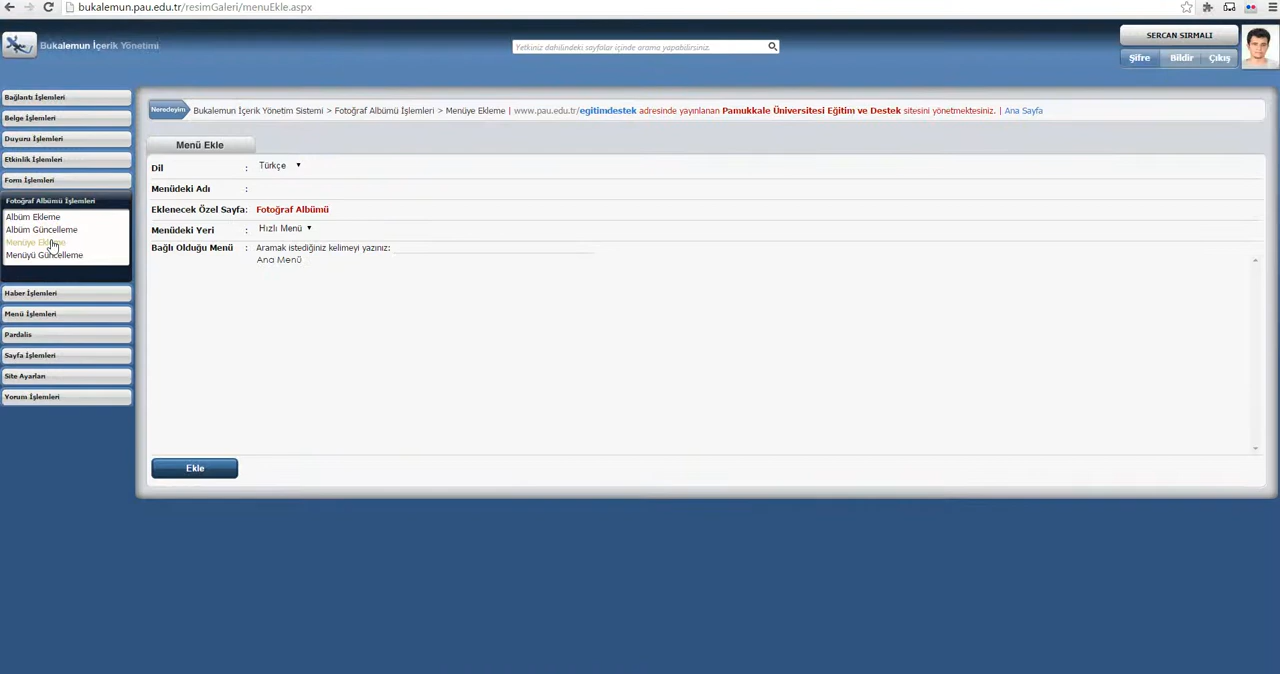 bukalemun.pau.edu.tr/resimGaleri/menuEkle.aspx
Bukalemun İçerik Yönetimi
Yetkiniz dahilindeki sayfalar içinde arama yapabilirsiniz.
SERCAN SIRMALI
Şifre Bildir Çıkış
Neredeyim Bukalemun İçerik Yönetim Sistemi > Fotoğraf Albümü İşlemleri > Menüye Ekleme | www.pau.edu.tr/egitimdestek adresinde yayınlanan Pamukkale Üniversitesi Eğitim ve Destek sitesini yönetmektesiniz. | Ana Sayfa
Bağlantı İşlemleri
Belge İşlemleri
Duyuru İşlemleri
Etkinlik İşlemleri
Form İşlemleri
Fotoğraf Albümü İşlemleri
Albüm Ekleme
Albüm Güncelleme
Menüye Ekleme
Menüyü Güncelleme
Haber İşlemleri
Menü İşlemleri
Pardalis
Sayfa İşlemleri
Site Ayarları
Yorum İşlemleri
Menü Ekle
Dil : Türkçe
Menüdeki Adı :
Eklenecek Özel Sayfa: Fotoğraf Albümü
Menüdeki Yeri : Hızlı Menü
Bağlı Olduğu Menü : Aramak istediğiniz kelimeyi yazınız:
Ana Menü
Ekle